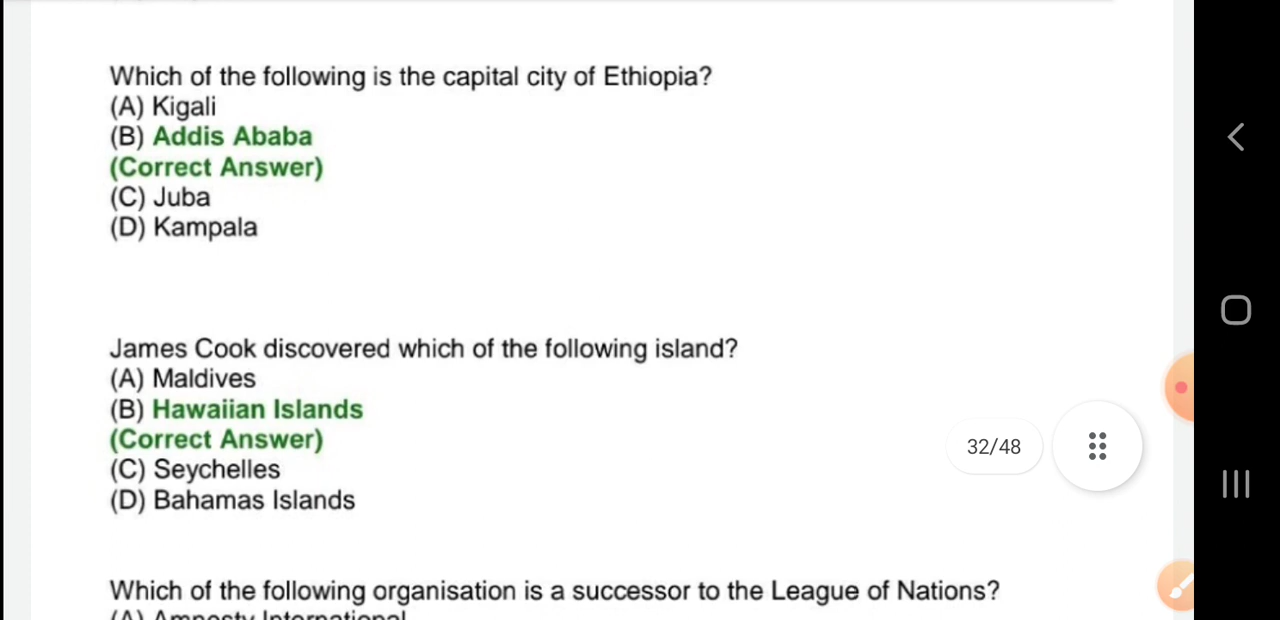 Which of the following is the capital city of Ethiopia?
(A) Kigali
(B) Addis Ababa
(Correct Answer)
(C) Juba
(D) Kampala
James Cook discovered which of the following island?
(A) Maldives
(B) Hawaiian Islands
(Correct Answer)
(C) Seychelles
(D) Bahamas Islands
32/48
Which of the following organisation is a successor to the League of Nations?
(A) Amnesty International